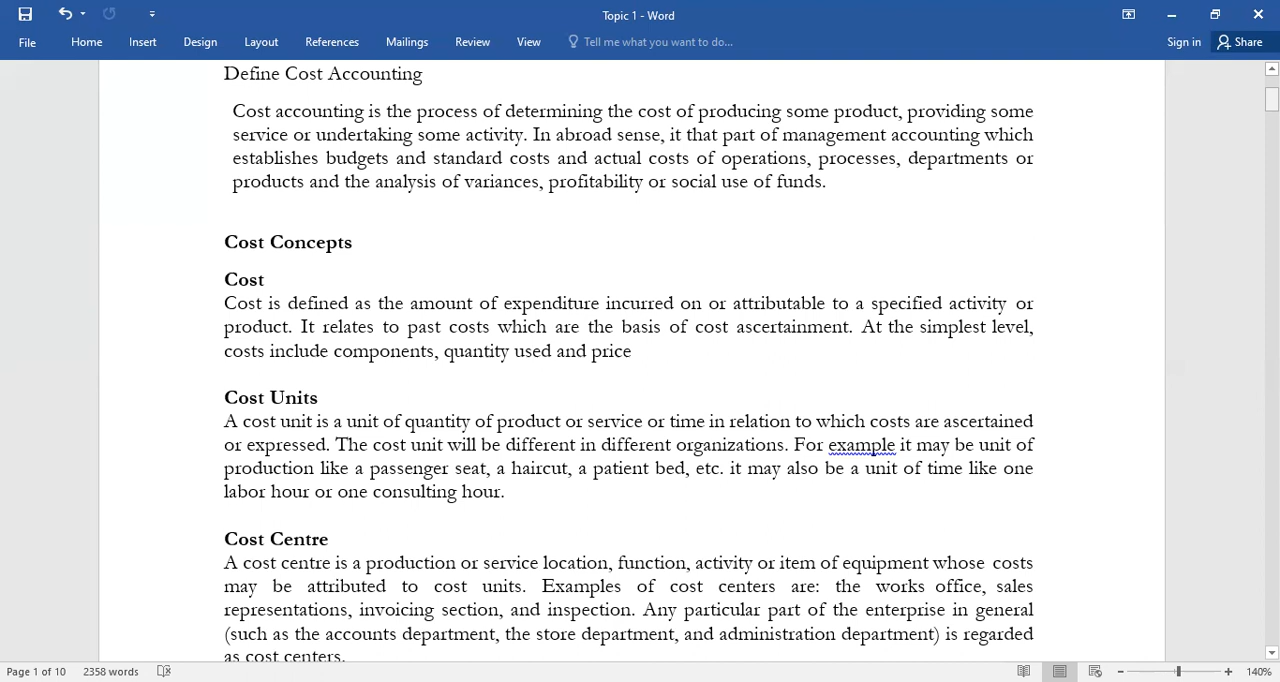 Topic 1 - Word
File Home Insert Design Layout References Mailings Review View Tell me what you want to do... Sign in Share
Define Cost Accounting
Cost accounting is the process of determining the cost of producing some product, providing some
service or undertaking some activity. In abroad sense, it that part of management accounting which
establishes budgets and standard costs and actual costs of operations, processes, departments or
products and the analysis of variances, profitability or social use of funds.
Cost Concepts
Cost
Cost is defined as the amount of expenditure incurred on or attributable to a specified activity or
product. It relates to past costs which are the basis of cost ascertainment. At the simplest level,
costs include components, quantity used and price
Cost Units
A cost unit is a unit of quantity of product or service or time in relation to which costs are ascertained
or expressed. The cost unit will be different in different organizations. For example it may be unit of
production like a passenger seat, a haircut, a patient bed, etc. it may also be a unit of time like one
labor hour or one consulting hour.
Cost Centre
A cost centre is a production or service location, function, activity or item of equipment whose costs
may be attributed to cost units. Examples of cost centers are: the works office, sales
representations, invoicing section, and inspection. Any particular part of the enterprise in general
(such as the accounts department, the store department, and administration department) is regarded
as cost centers.
Page 1 of 10 2358 words 140%